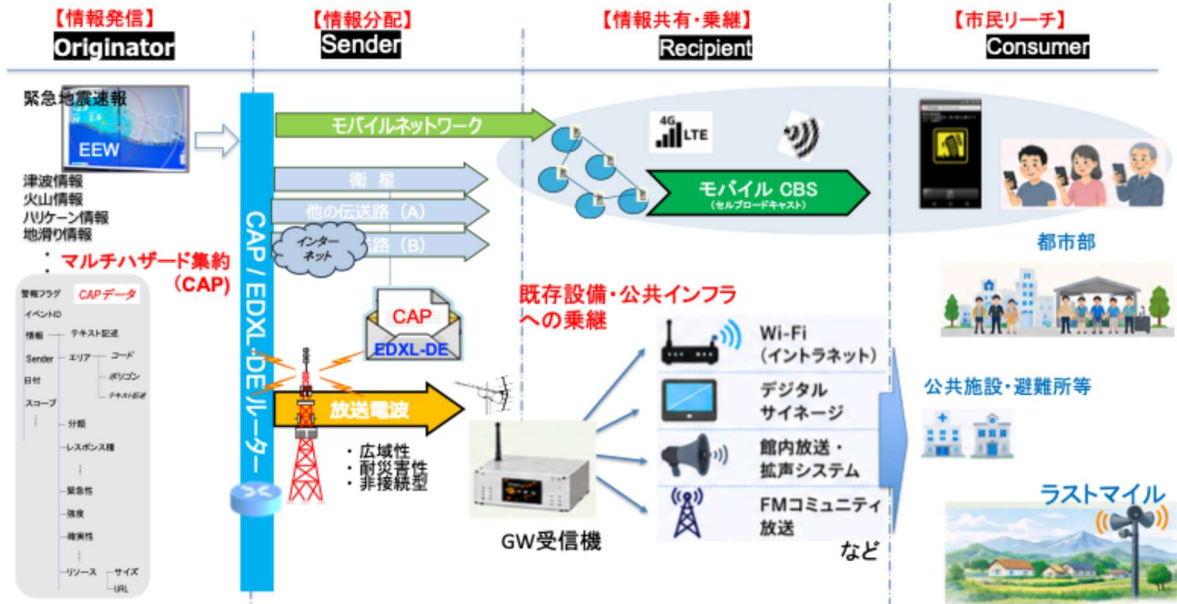 【情報発信】
Originator
【情報分配】
Sender
【情報共有・乗継】
Recipient
【市民リーチ】
Consumer
緊急地震速報
EEW
津波情報
火山情報
ハリケーン情報
地滑り情報
・
・
マルチハザード集約
（CAP）
警報フラグ
CAPデータ
イベントID
情報
テキスト記述
Sender
エリア
コード
日付
ポリゴン
スコープ
テキスト記述
分類
レスポンス種
緊急性
強度
確実性
リソース
サイズ
URL
CAP / EDXL-DEルーター
モバイルネットワーク
衛 星
他の伝送路（A）
インター
ネット
路（B）
CAP
EDXL-DE
放送電波
・広域性
・耐災害性
・非接続型
4G
LTE
モバイル CBS
（セルブロードキャスト）
既存設備・公共インフラ
への乗継
GW受信機
Wi-Fi
（イントラネット）
デジタル
サイネージ
館内放送・
拡声システム
FMコミュニティ
放送
など
都市部
公共施設・避難所等
ラストマイル